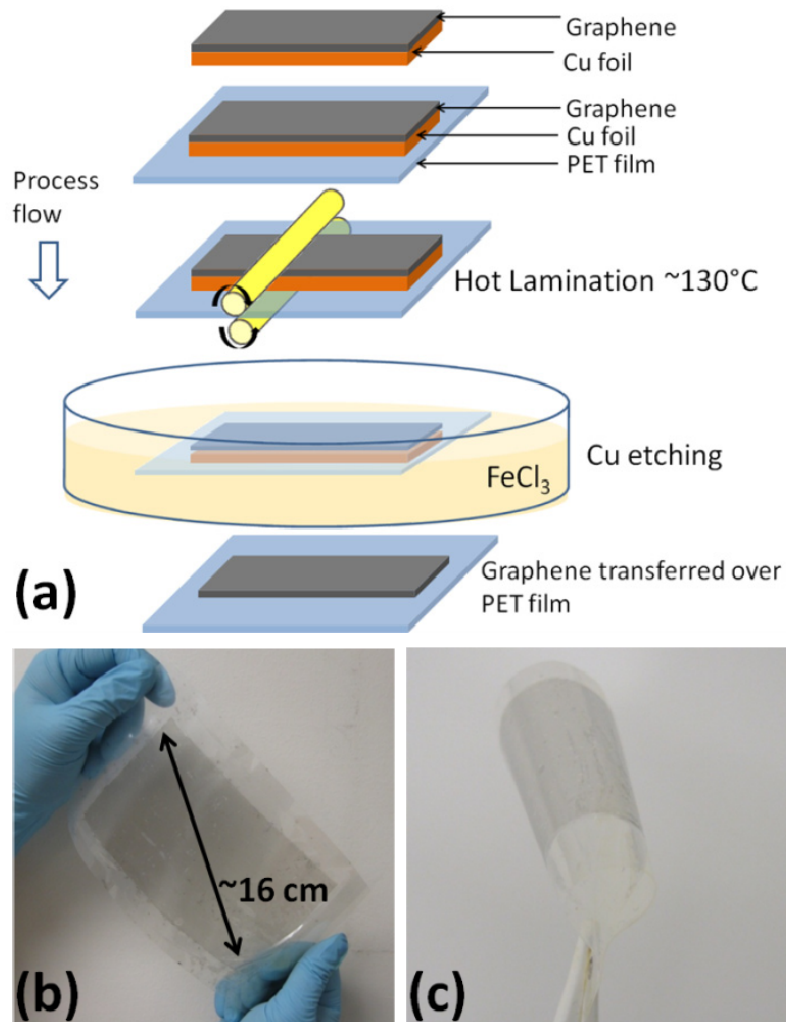 Graphene
Cu foil
Graphene
Cu foil
PET film
Process
flow
Hot Lamination ~130°C
Cu etching
FeCl₃
(a)
Graphene transferred over
PET film
~16 cm
(b)
(c)